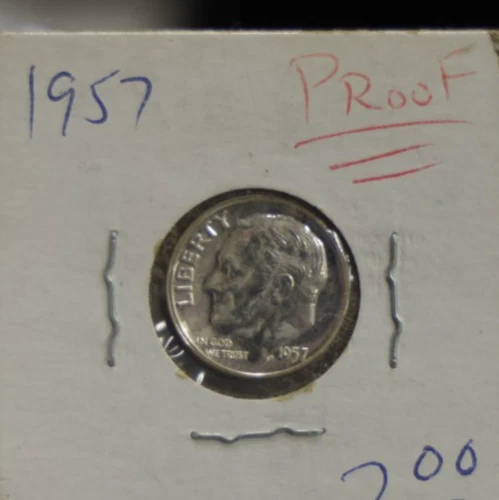 1957
PROOF
LIBERTY
IN GOD
WE TRUST
1957
2.00